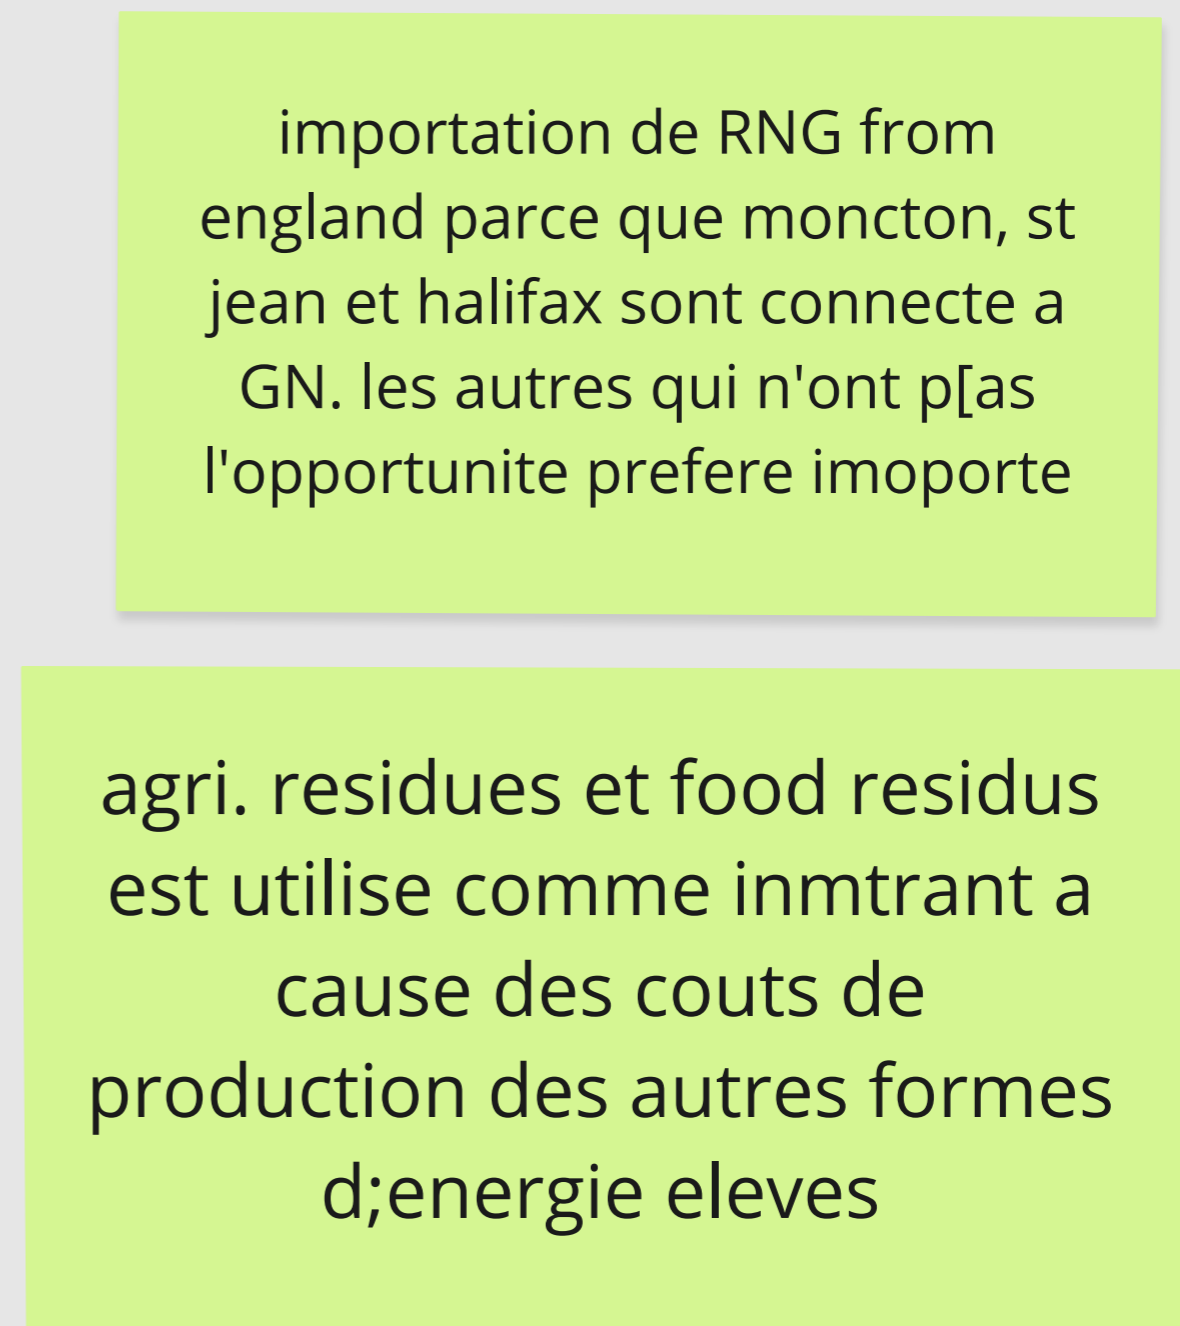 importation de RNG from
england parce que moncton, st
jean et halifax sont connecte a
GN. les autres qui n'ont p[as
l'opportunite prefere imoporte
agri. residues et food residus
est utilise comme inmtrant a
cause des couts de
production des autres formes
d;energie eleves